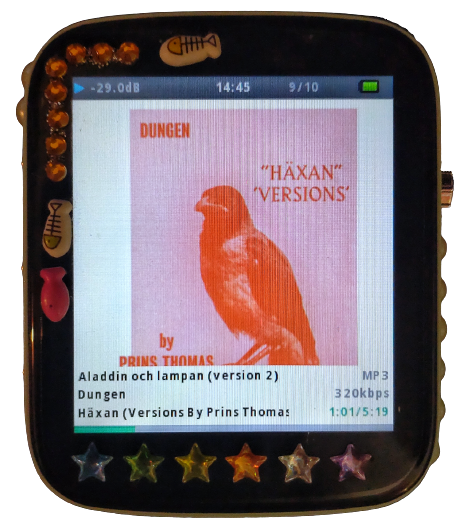 -29.0dB 14:45 9/10
DUNGEN
"HÄXAN"
'VERSIONS'
by
PRINS THOMAS
Aladdin och lampan (version 2) MP3
Dungen 320kbps
Häxan (Versions By Prins Thomas 1:01/5:19